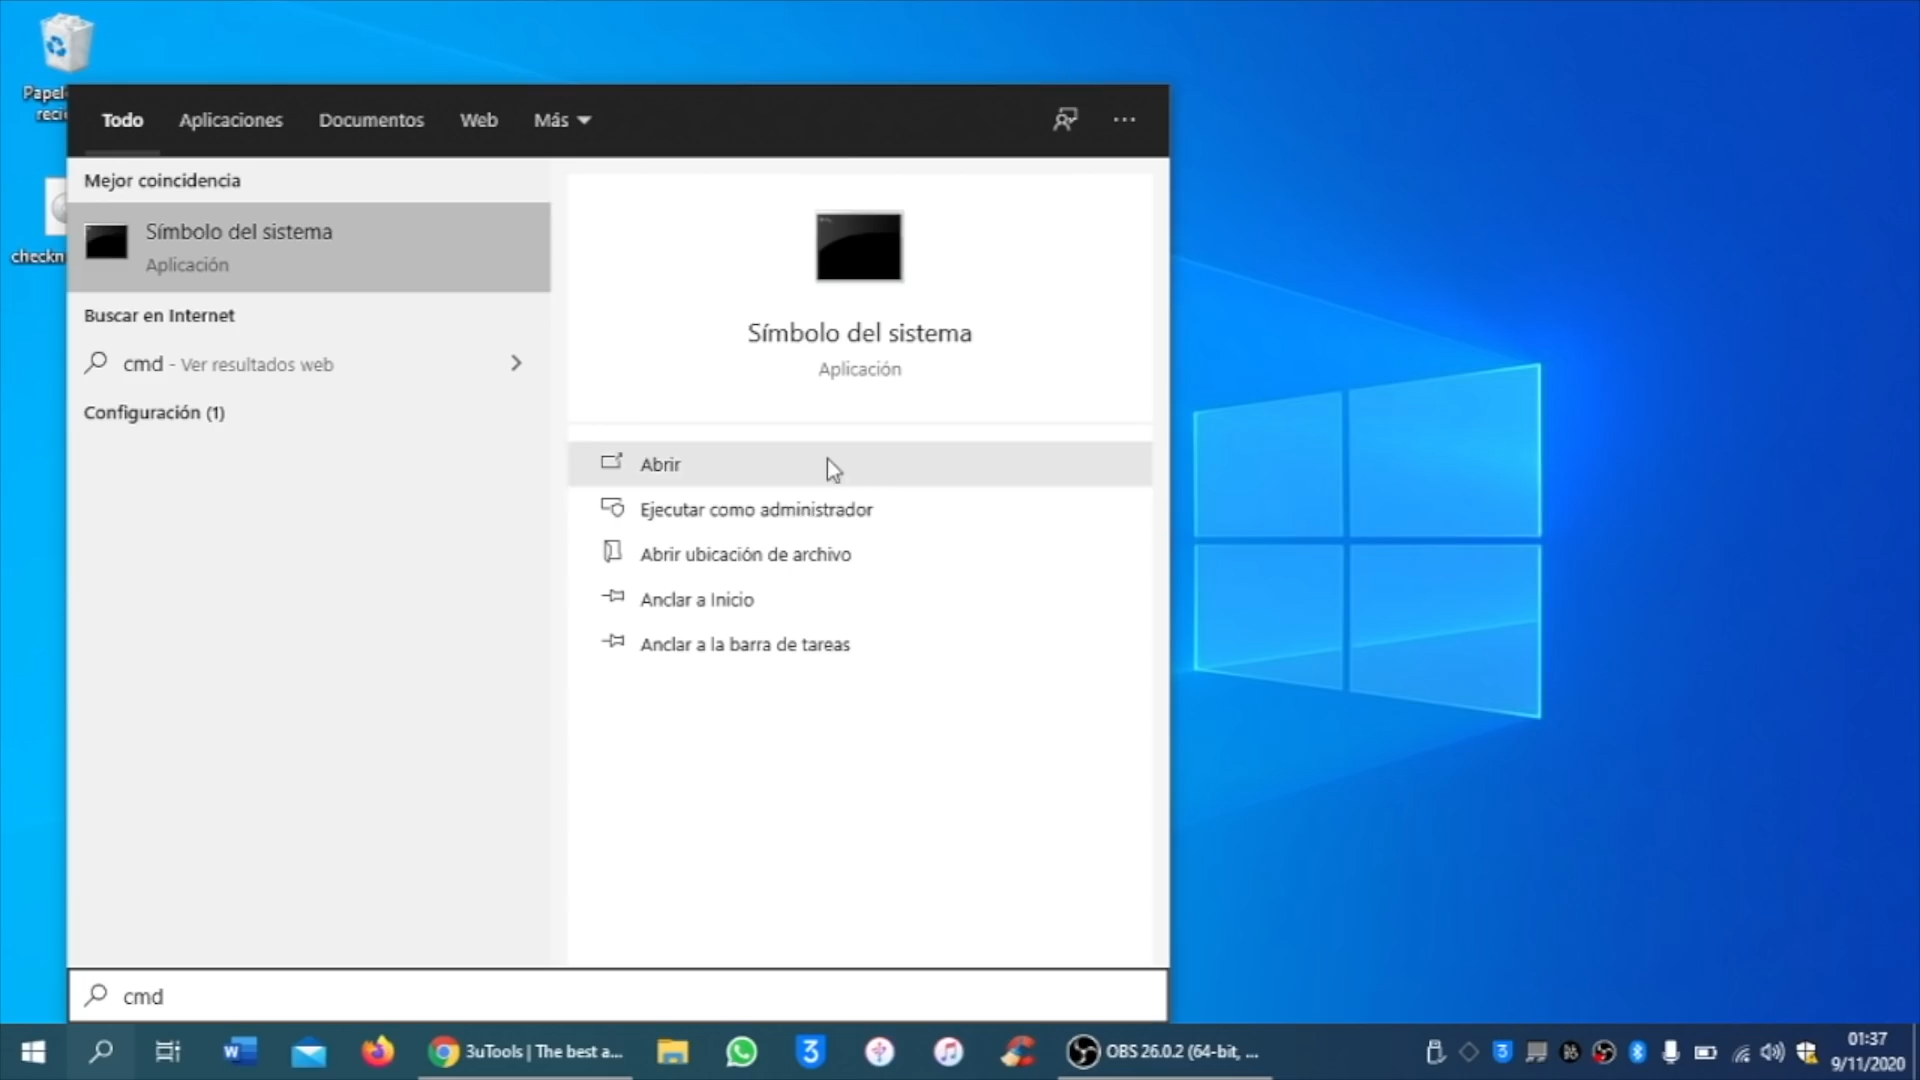 Todo Aplicaciones Documentos Web Más
Mejor coincidencia
Símbolo del sistema
Aplicación
Buscar en Internet
cmd - Ver resultados web
Configuración (1)
Símbolo del sistema
Aplicación
Abrir
Ejecutar como administrador
Abrir ubicación de archivo
Anclar a Inicio
Anclar a la barra de tareas
cmd
Papel
reci
checkn
3uTools | The best a...
OBS 26.0.2 (64-bit, ...
01:37
9/11/2020